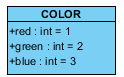 COLOR
+red : int = 1
+green : int = 2
+blue : int = 3